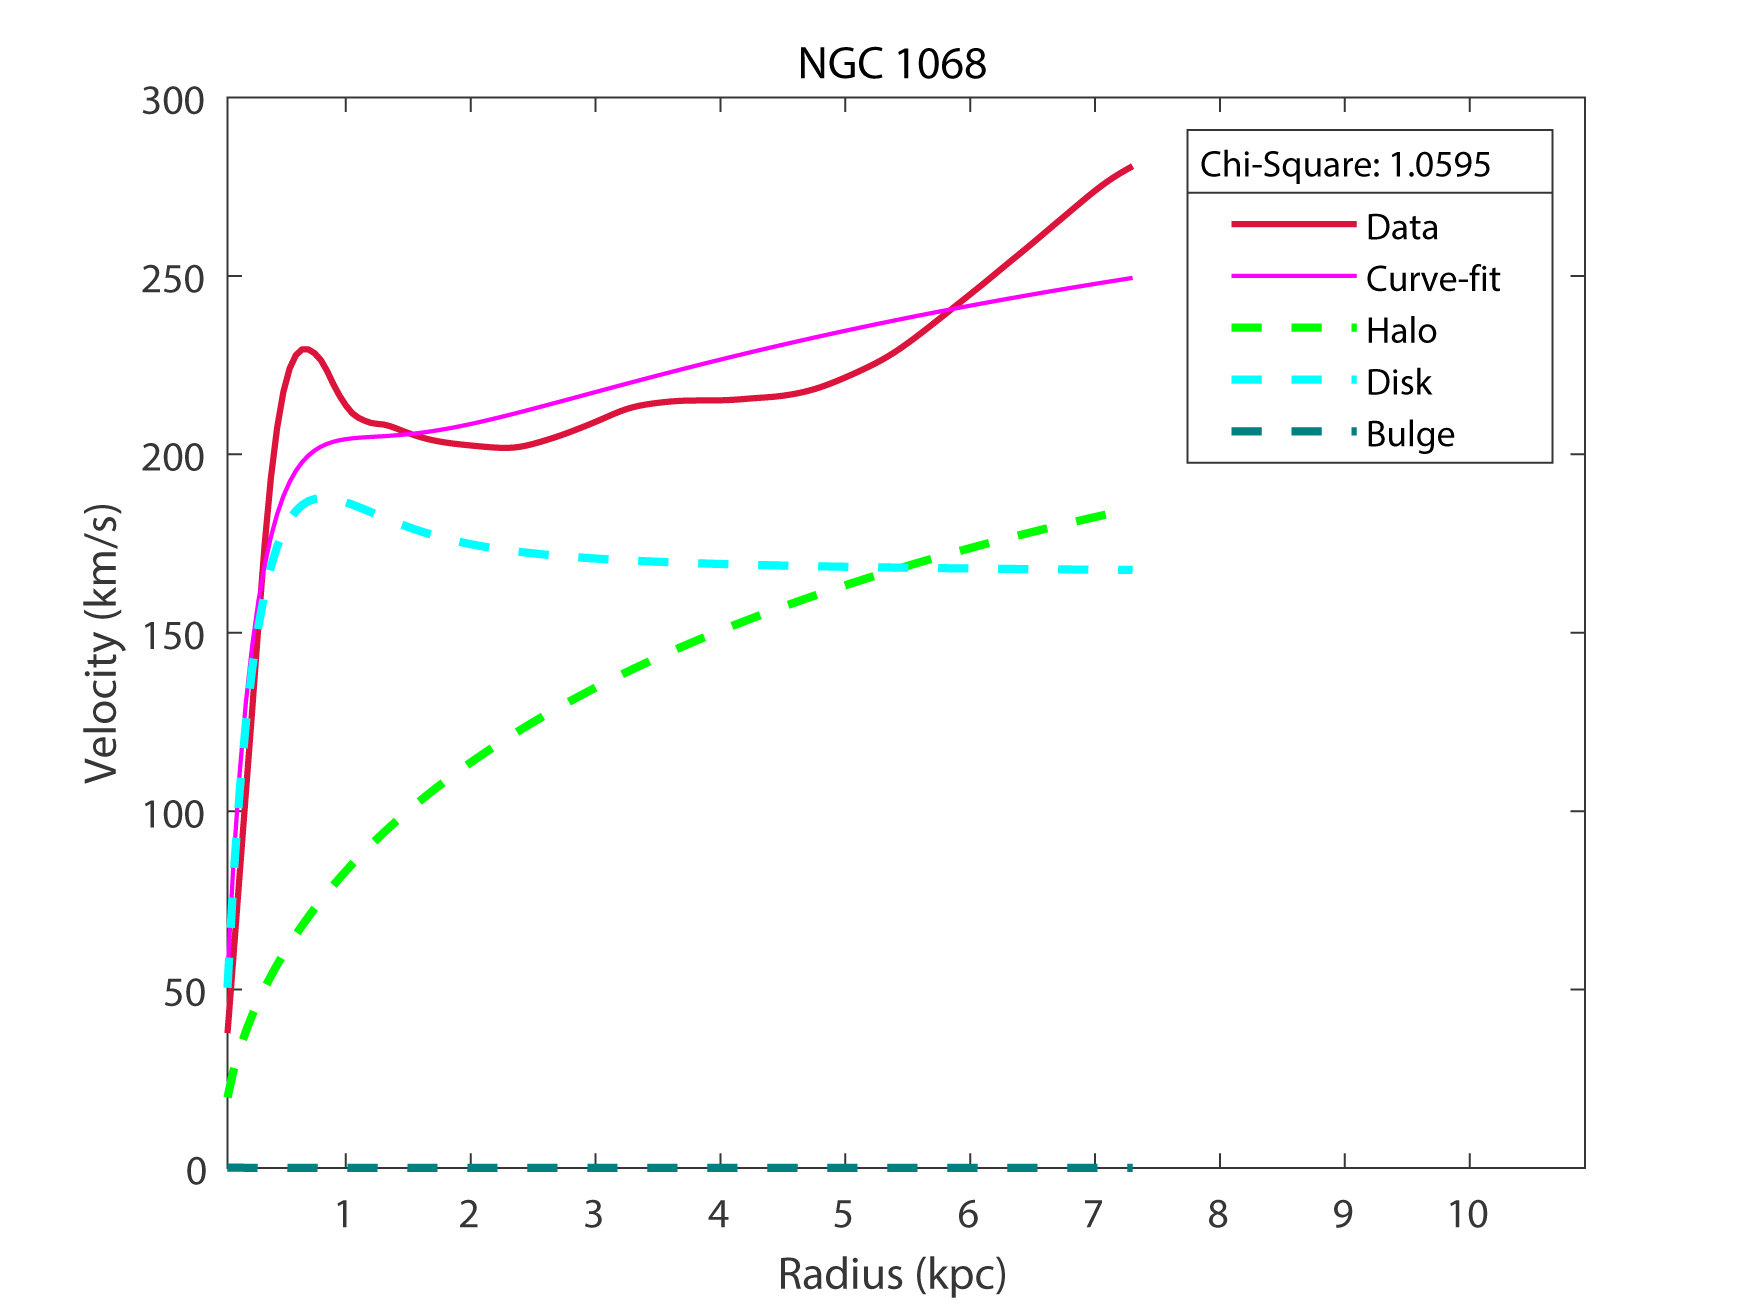 NGC 1068
300
250
200
150
100
50
0
Velocity (km/s)
Chi-Square: 1.0595
Data
Curve-fit
Halo
Disk
Bulge
1 2 3 4 5 6 7 8 9 10
Radius (kpc)